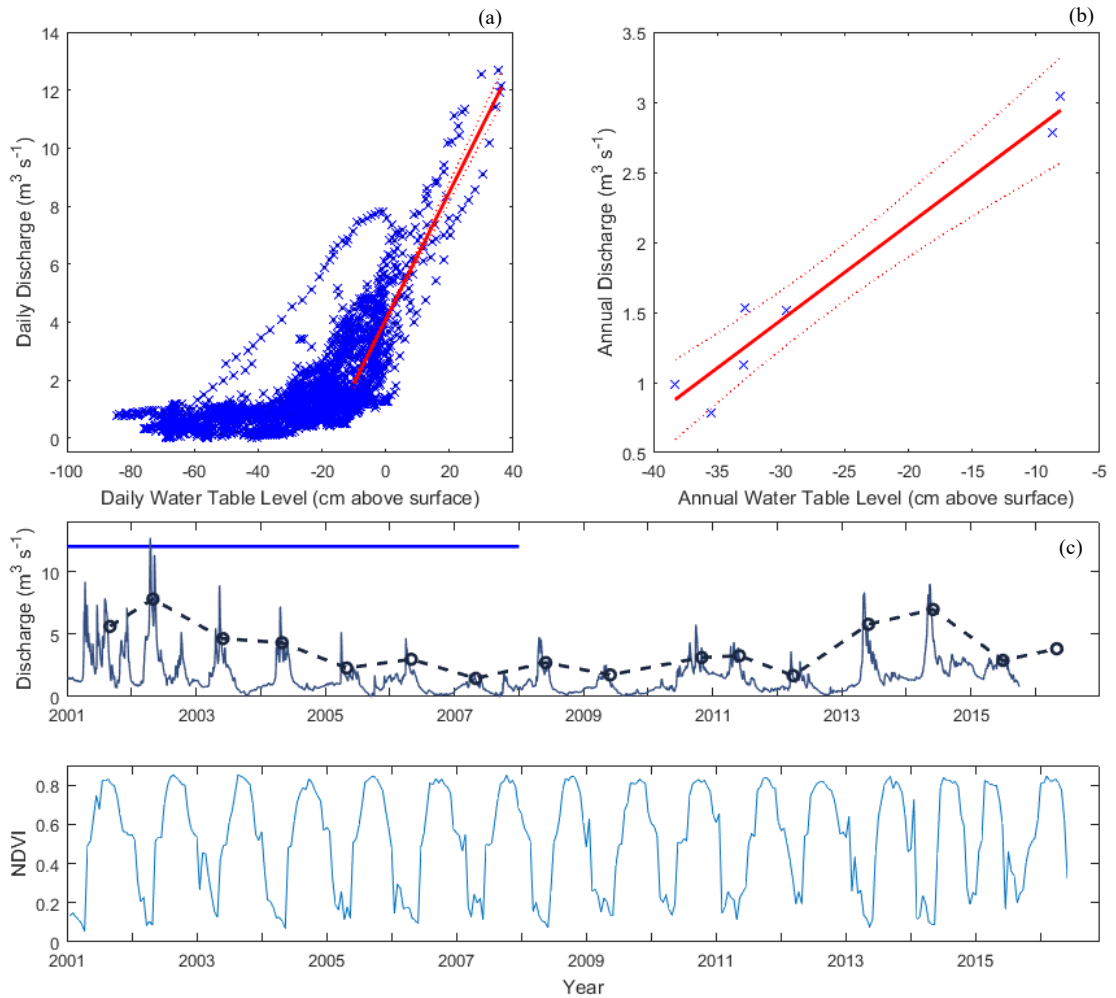 (a)
14
12
10
8
6
4
2
0
Daily Discharge (m³ s⁻¹)
-100 -80 -60 -40 -20 0 20 40
Daily Water Table Level (cm above surface)
(b)
3.5
3
2.5
2
1.5
1
0.5
Annual Discharge (m³ s⁻¹)
-40 -35 -30 -25 -20 -15 -10 -5
Annual Water Table Level (cm above surface)
(c)
10
5
0
Discharge (m³ s⁻¹)
2001 2003 2005 2007 2009 2011 2013 2015
0.8
0.6
0.4
0.2
0
NDVI
2001 2003 2005 2007 2009 2011 2013 2015
Year